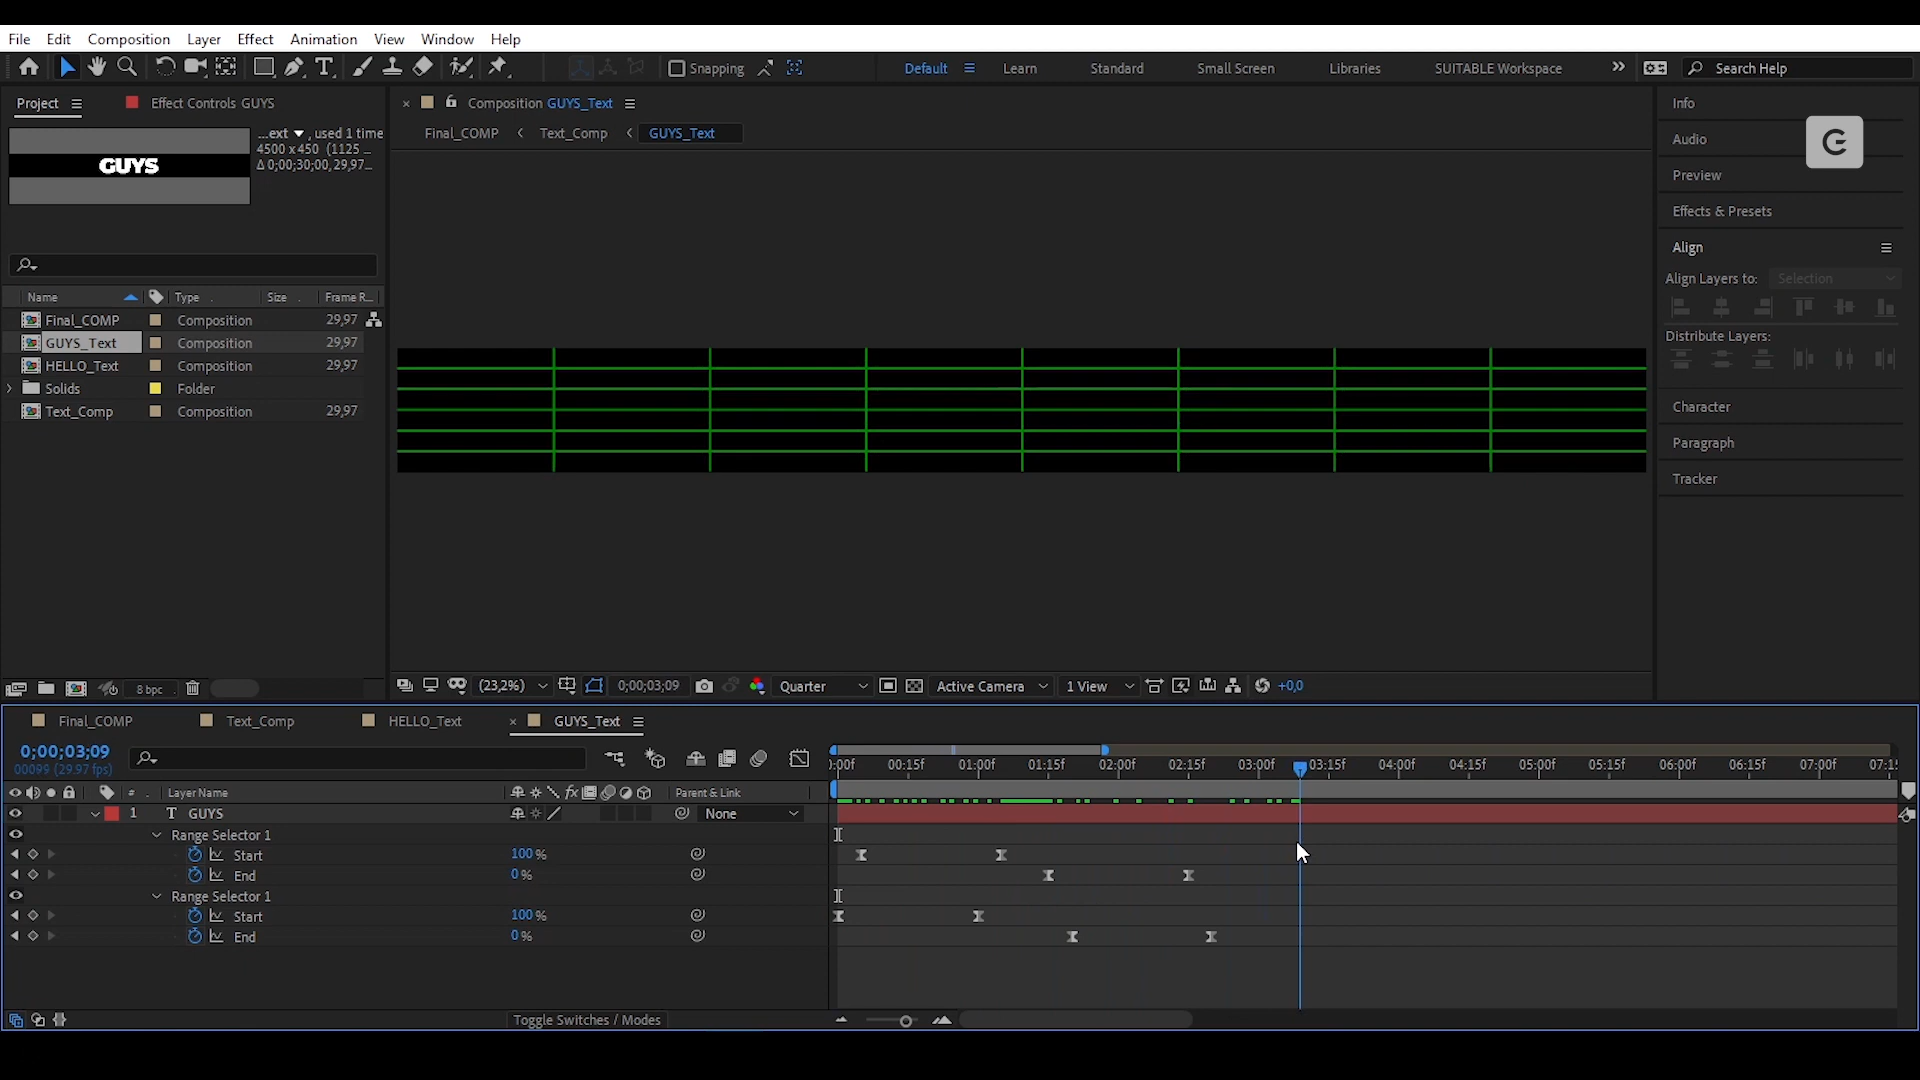 File Edit Composition Layer Effect Animation View Window Help
T Snapping Default Learn Standard Small Screen Libraries SUITABLE Workspace Search Help
Project Effect Controls GUYS
Composition GUYS_Text
Info
...ext , used 1 time
4500 x 450 (1125 ...
Δ 0;00;30;00, 29,97...
GUYS
Final_COMP Text_Comp GUYS_Text
Audio
G
Preview
Effects & Presets
Align
Align Layers to: Selection
Distribute Layers:
Character
Paragraph
Tracker
Name Type Size Frame R...
Final_COMP Composition 29,97
GUYS_Text Composition 29,97
HELLO_Text Composition 29,97
Solids Folder
Text_Comp Composition 29,97
8 bpc
(23,2%) 0;00;03;09 Quarter Active Camera 1 View +0,0
Final_COMP Text_Comp HELLO_Text GUYS_Text
0;00;03;09
00099 (29.97 fps)
):00f 00:15f 01:00f 01:15f 02:00f 02:15f 03:00f 03:15f 04:00f 04:15f 05:00f 05:15f 06:00f 06:15f 07:00f 07:1
# Layer Name fx Parent & Link
1 T GUYS None
Range Selector 1
Start 100 %
End 0 %
Range Selector 1
Start 100 %
End 0 %
Toggle Switches / Modes